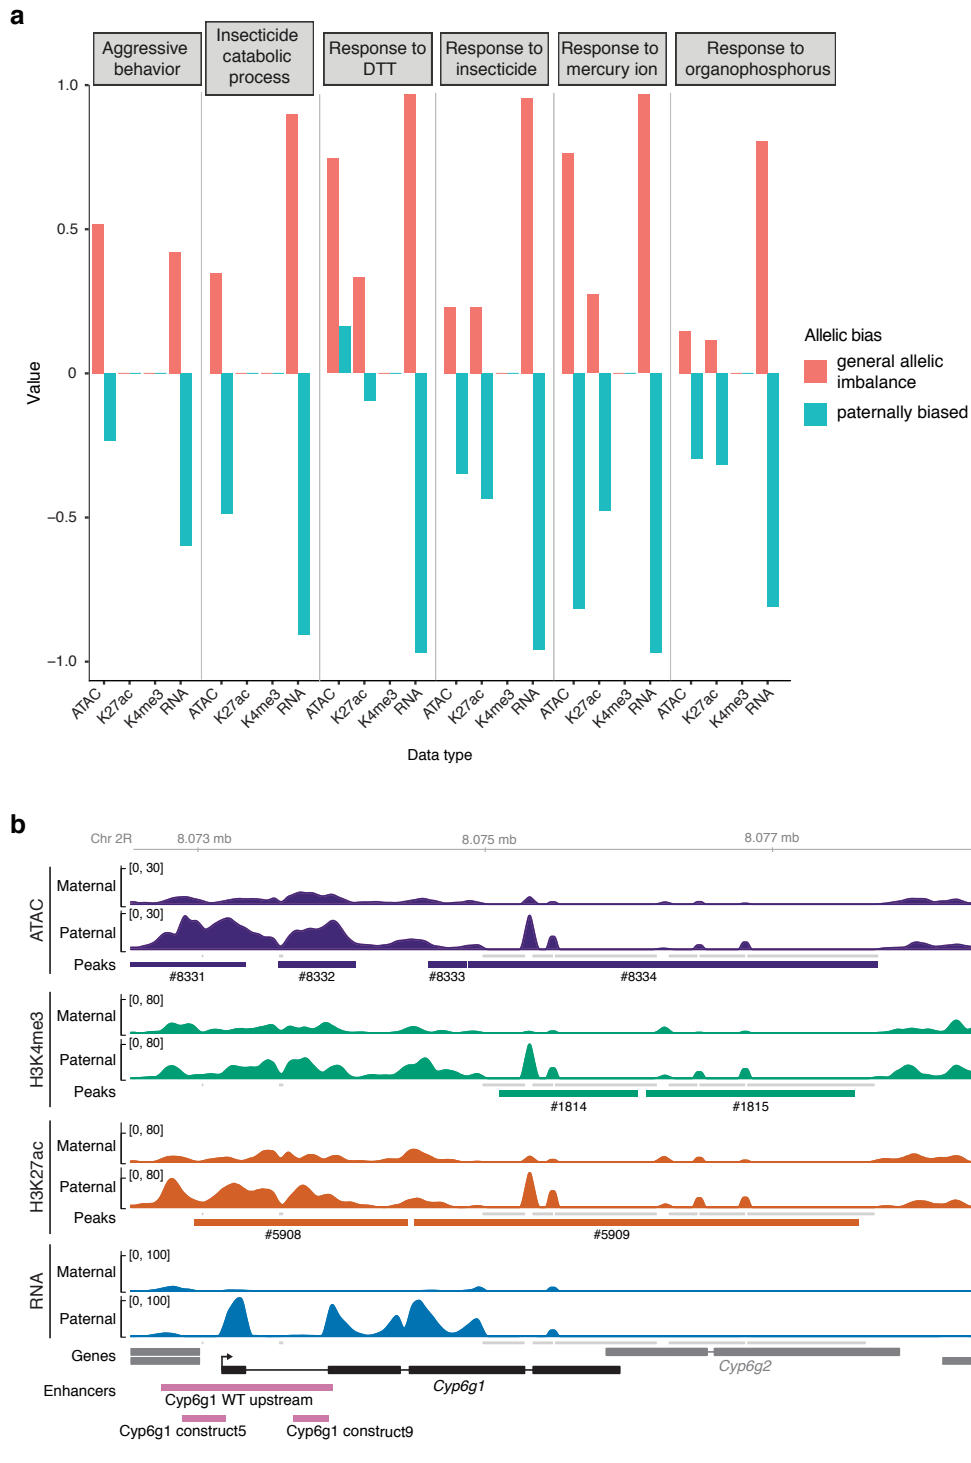 a
Aggressive
behavior
Insecticide
catabolic
process
Response to
DTT
Response to
insecticide
Response to
mercury ion
Response to
organophosphorus
1.0
0.5
0
−0.5
−1.0
Value
ATAC
K27ac
K4me3
RNA
ATAC
K27ac
K4me3
RNA
ATAC
K27ac
K4me3
RNA
ATAC
K27ac
K4me3
RNA
ATAC
K27ac
K4me3
RNA
ATAC
K27ac
K4me3
RNA
Data type
Allelic bias
general allelic
imbalance
paternally biased
b
Chr 2R 8.073 mb 8.075 mb 8.077 mb
ATAC
Maternal [0, 30]
Paternal [0, 30]
Peaks
#8331 #8332 #8333 #8334
H3K4me3
Maternal [0, 80]
Paternal [0, 80]
Peaks
#1814 #1815
H3K27ac
Maternal [0, 80]
Paternal [0, 80]
Peaks
#5908 #5909
RNA
Maternal [0, 100]
Paternal [0, 100]
Genes
Cyp6g2
Cyp6g1
Enhancers
Cyp6g1 WT upstream
Cyp6g1 construct5 Cyp6g1 construct9